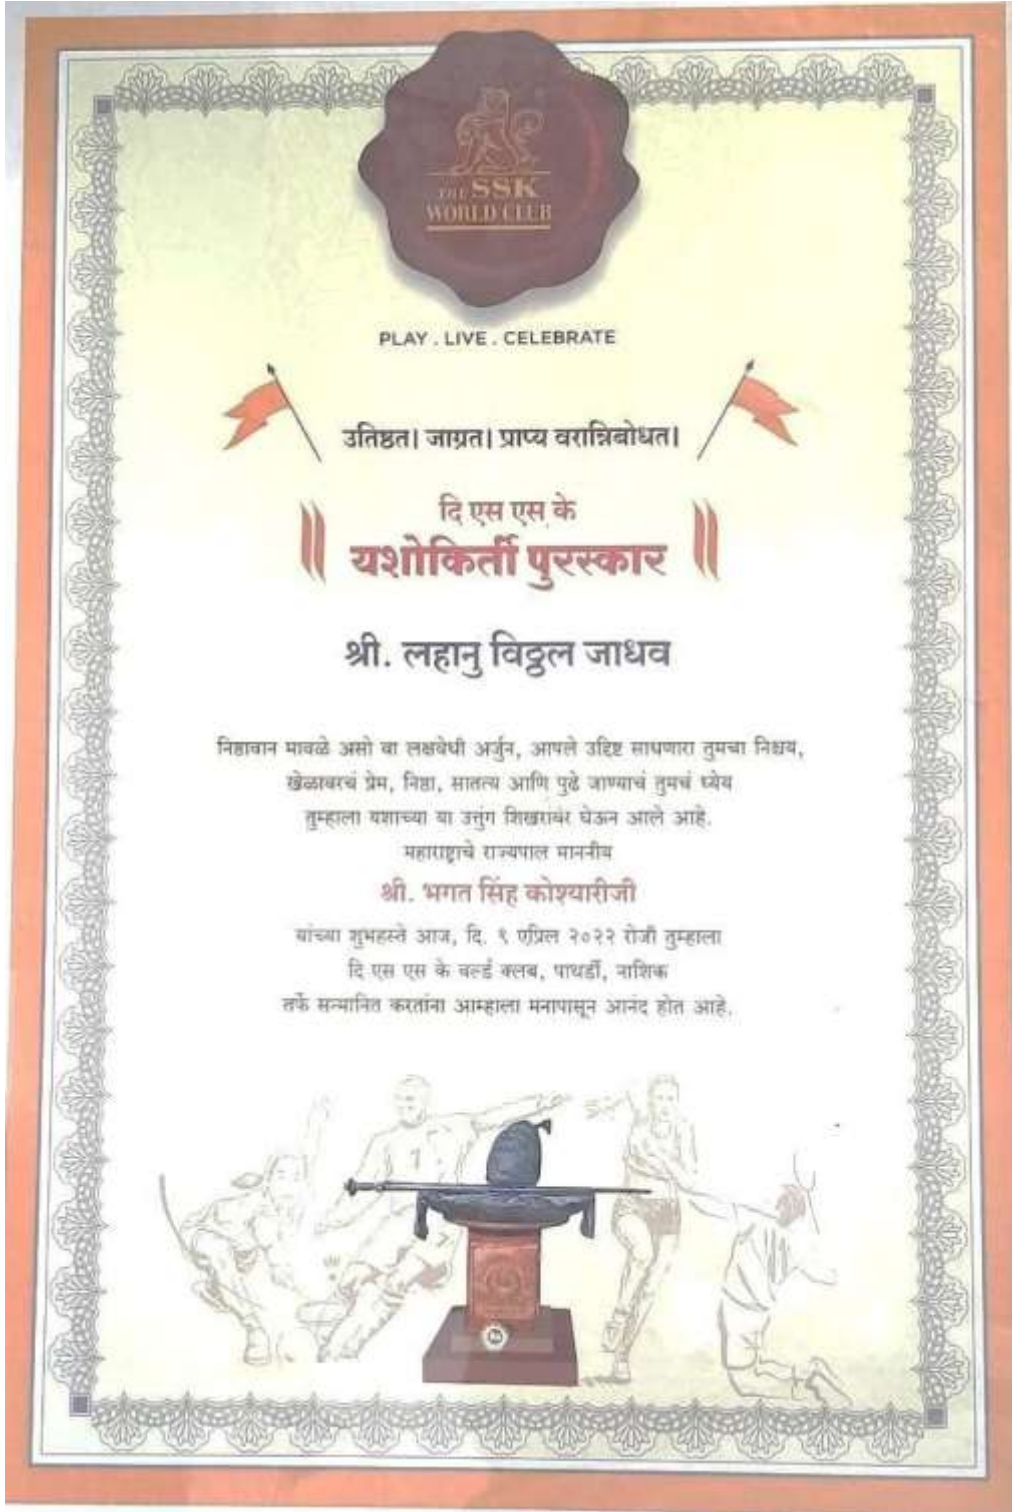 THE SSK
WORLD CLUB
PLAY . LIVE . CELEBRATE
उतिष्ठत। जाग्रत। प्राप्य वरान्निबोधत।
दि एस एस के
॥ यशोकिर्ती पुरस्कार ॥
श्री. लहानु विठ्ठल जाधव
निष्ठावान मावळे असो वा लक्षवेधी अर्जुन, आपले उद्दिष्ट साधणारा तुमचा निश्चय,
खेळावरचं प्रेम, निष्ठा, सातत्य आणि पुढे जाण्याचं तुमचं ध्येय
तुम्हाला यशाच्या या उत्तुंग शिखरावर घेऊन आले आहे.
महाराष्ट्राचे राज्यपाल माननीय
श्री. भगत सिंह कोश्यारीजी
यांच्या शुभहस्ते आज, दि. ९ एप्रिल २०२२ रोजी तुम्हाला
दि एस एस के वर्ल्ड क्लब, पाथर्डी, नाशिक
तर्फे सन्मानित करतांना आम्हाला मनापासून आनंद होत आहे.